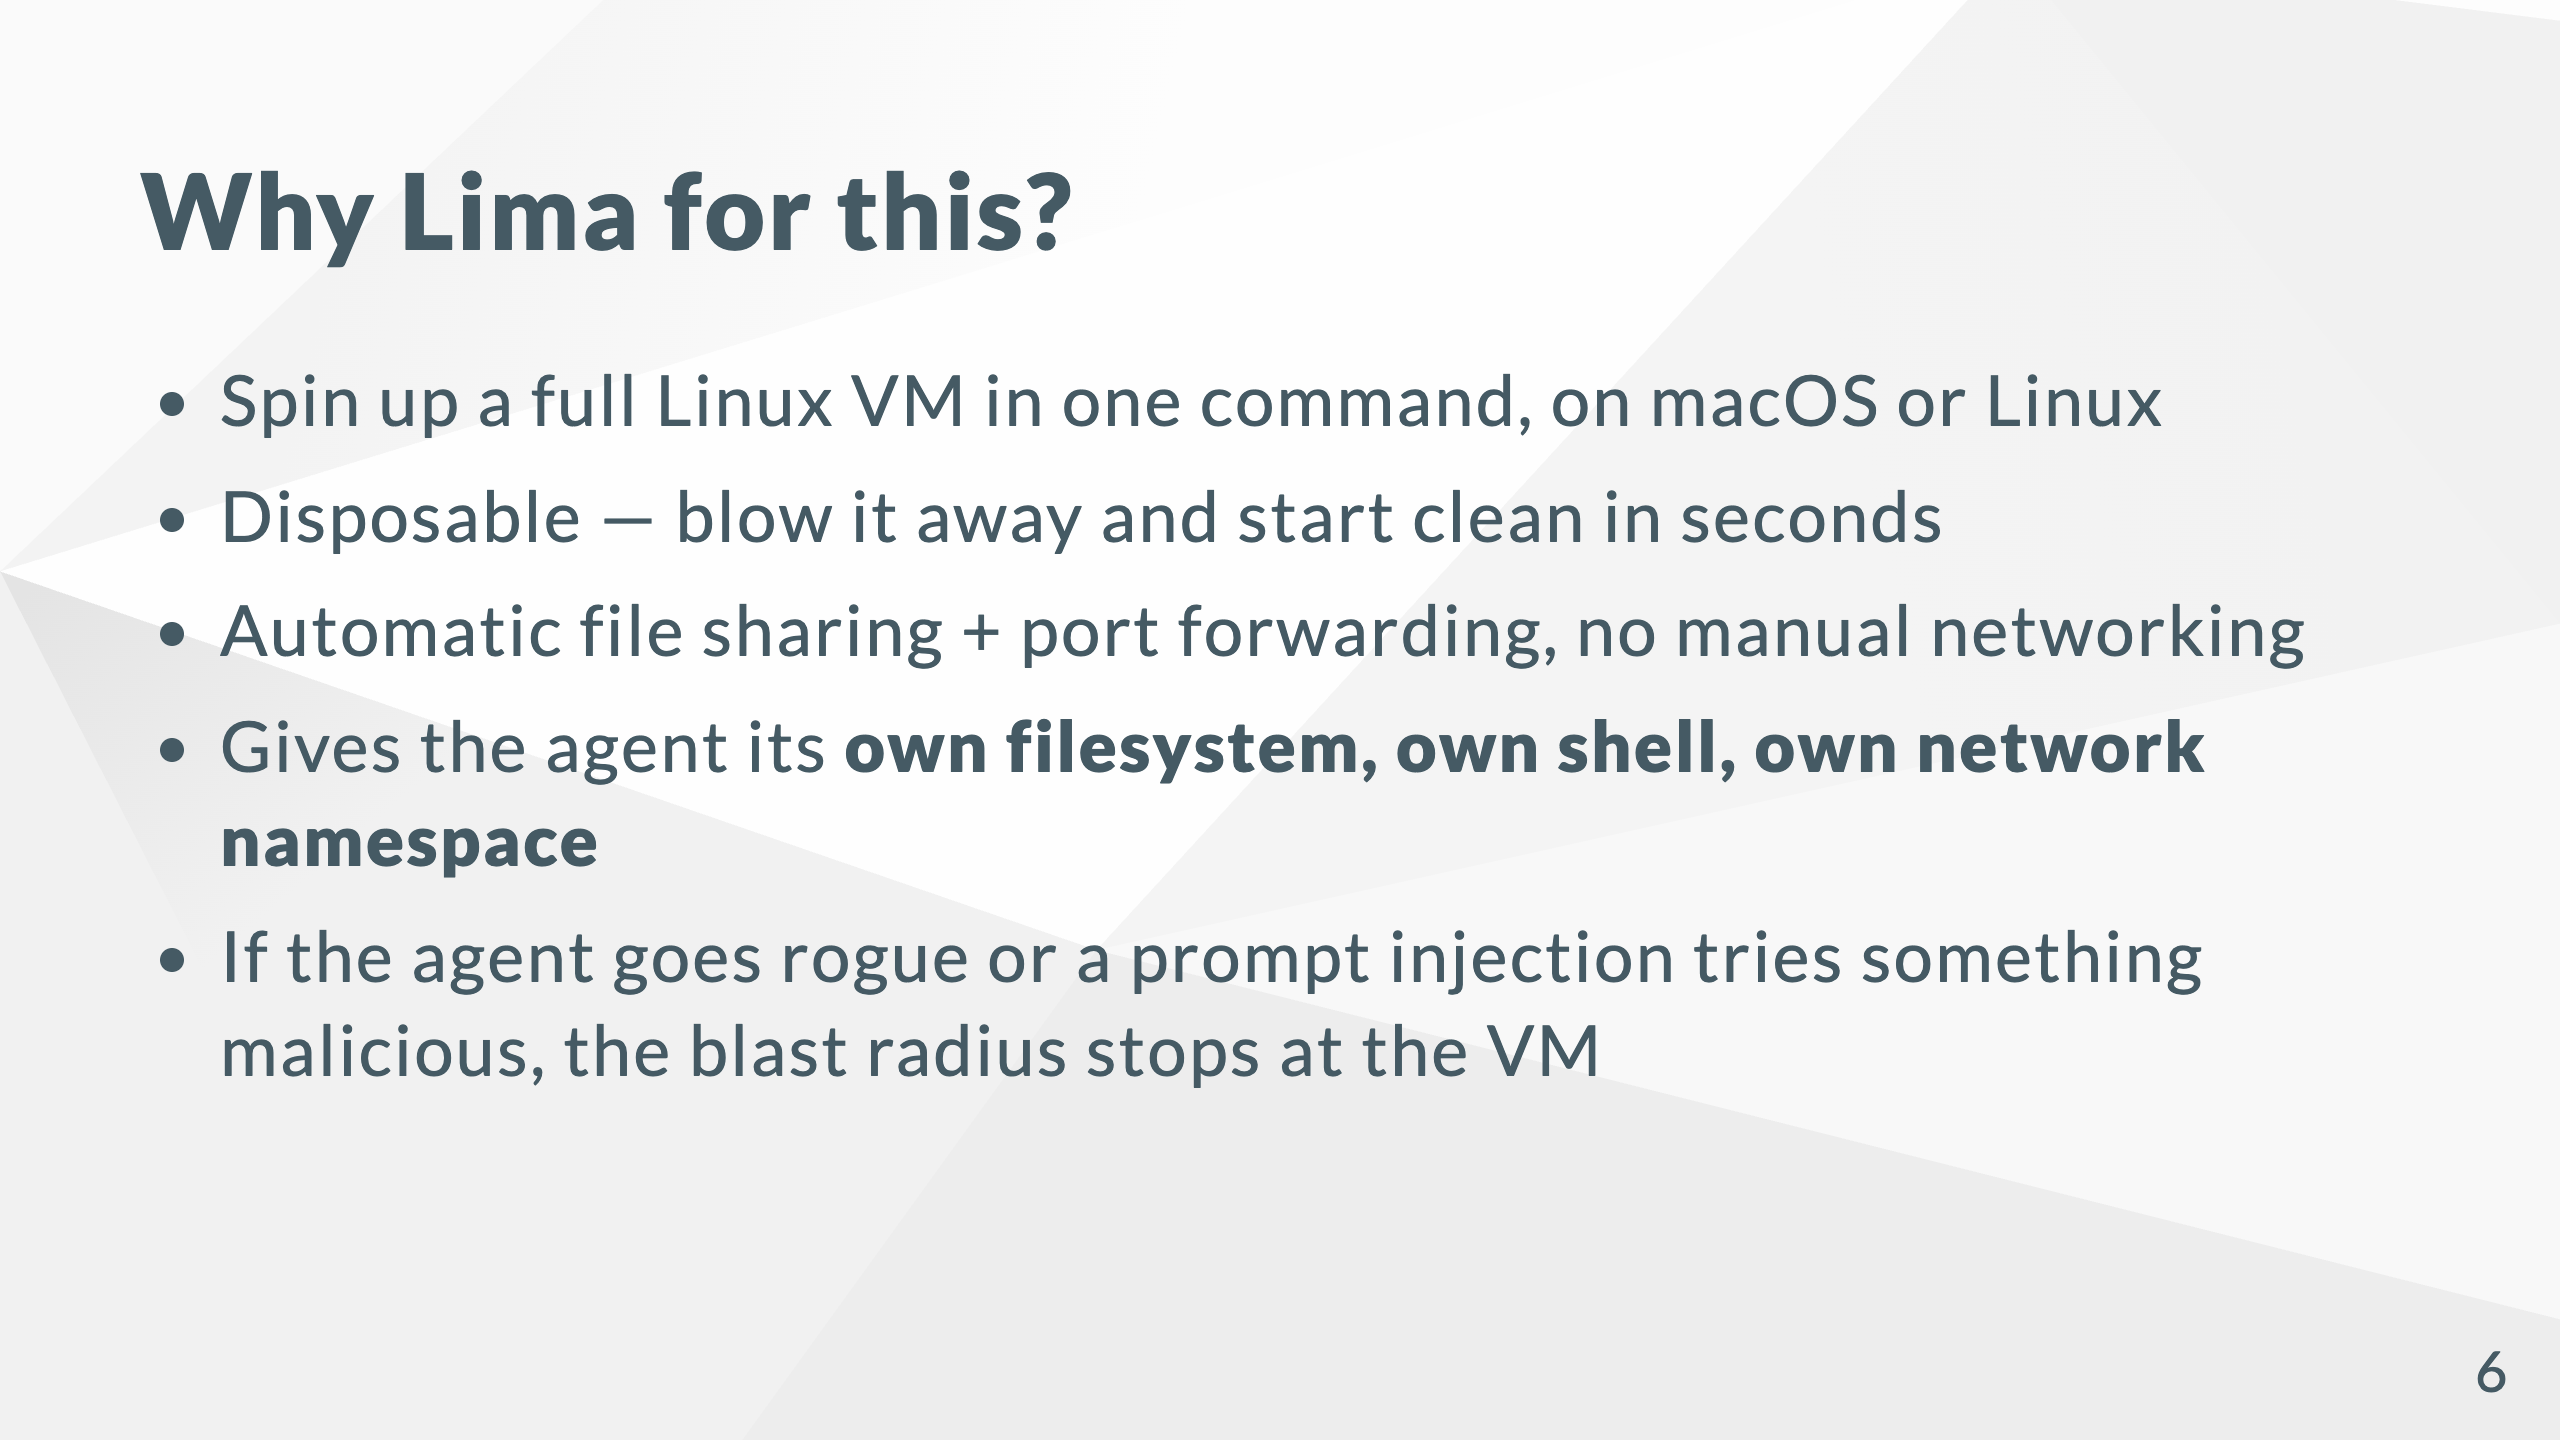 Why Lima for this?
• Spin up a full Linux VM in one command, on macOS or Linux
• Disposable — blow it away and start clean in seconds
• Automatic file sharing + port forwarding, no manual networking
• Gives the agent its own filesystem, own shell, own network
namespace
• If the agent goes rogue or a prompt injection tries something
malicious, the blast radius stops at the VM
6